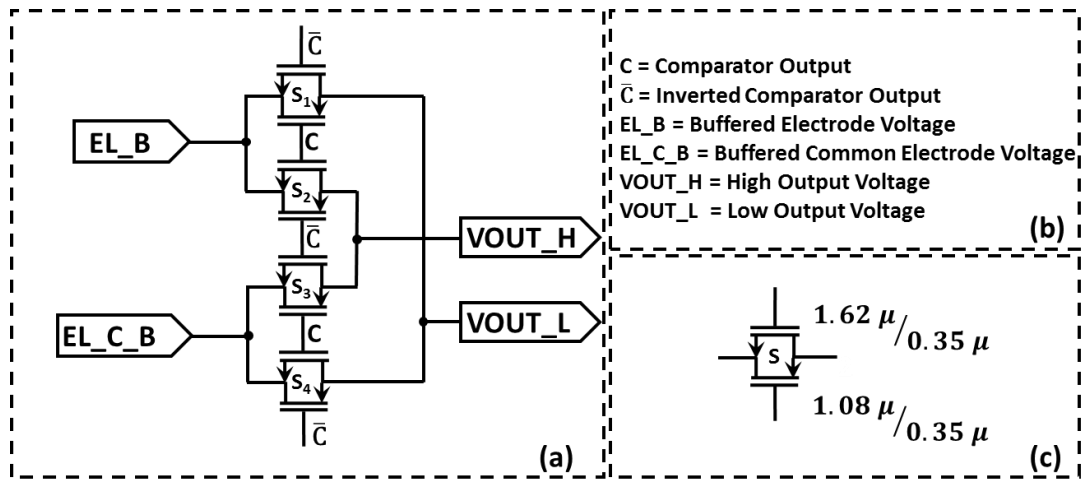 C̅
S1
EL_B
C
S2
C̅
VOUT_H
S3
EL_C_B
C
VOUT_L
S4
C̅
(a)
C = Comparator Output
C̅ = Inverted Comparator Output
EL_B = Buffered Electrode Voltage
EL_C_B = Buffered Common Electrode Voltage
VOUT_H = High Output Voltage
VOUT_L = Low Output Voltage
(b)
1.62 μ/0.35 μ
S
1.08 μ/0.35 μ
(c)